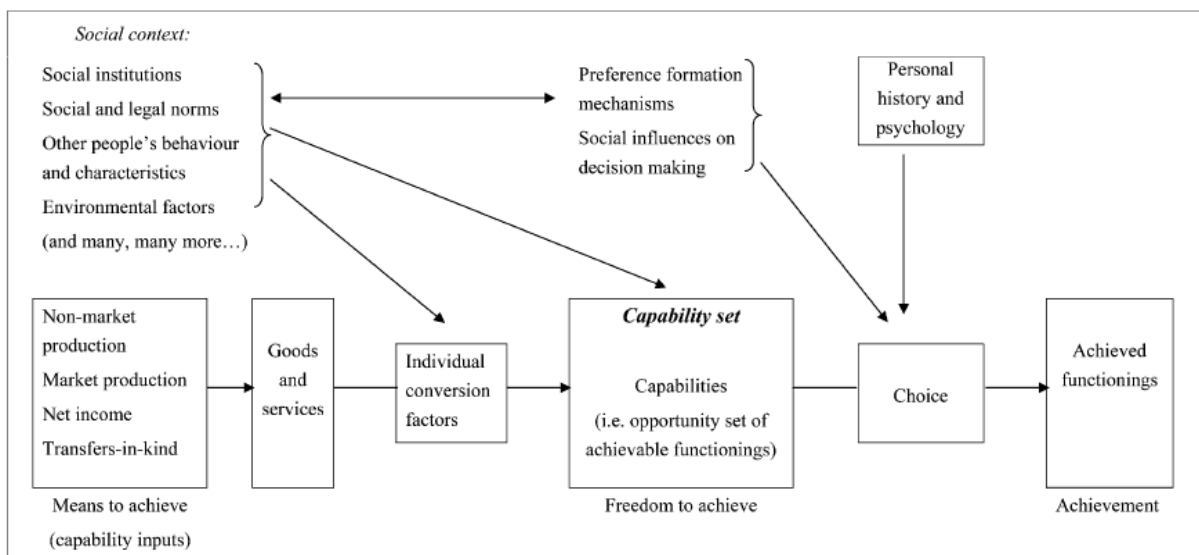 Social context:
Social institutions
Social and legal norms
Other people's behaviour
and characteristics
Environmental factors
(and many, many more…)
Preference formation
mechanisms
Social influences on
decision making
Personal
history and
psychology
Non-market
production
Market production
Net income
Transfers-in-kind
Means to achieve
(capability inputs)
Goods
and
services
Individual
conversion
factors
Capability set
Capabilities
(i.e. opportunity set of
achievable functionings)
Freedom to achieve
Choice
Achieved
functionings
Achievement